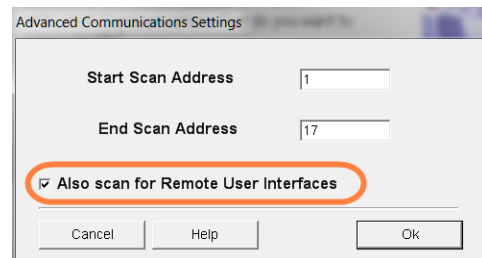 Advanced Communications Settings
Start Scan Address 1
End Scan Address 17
Also scan for Remote User Interfaces
Cancel Help Ok